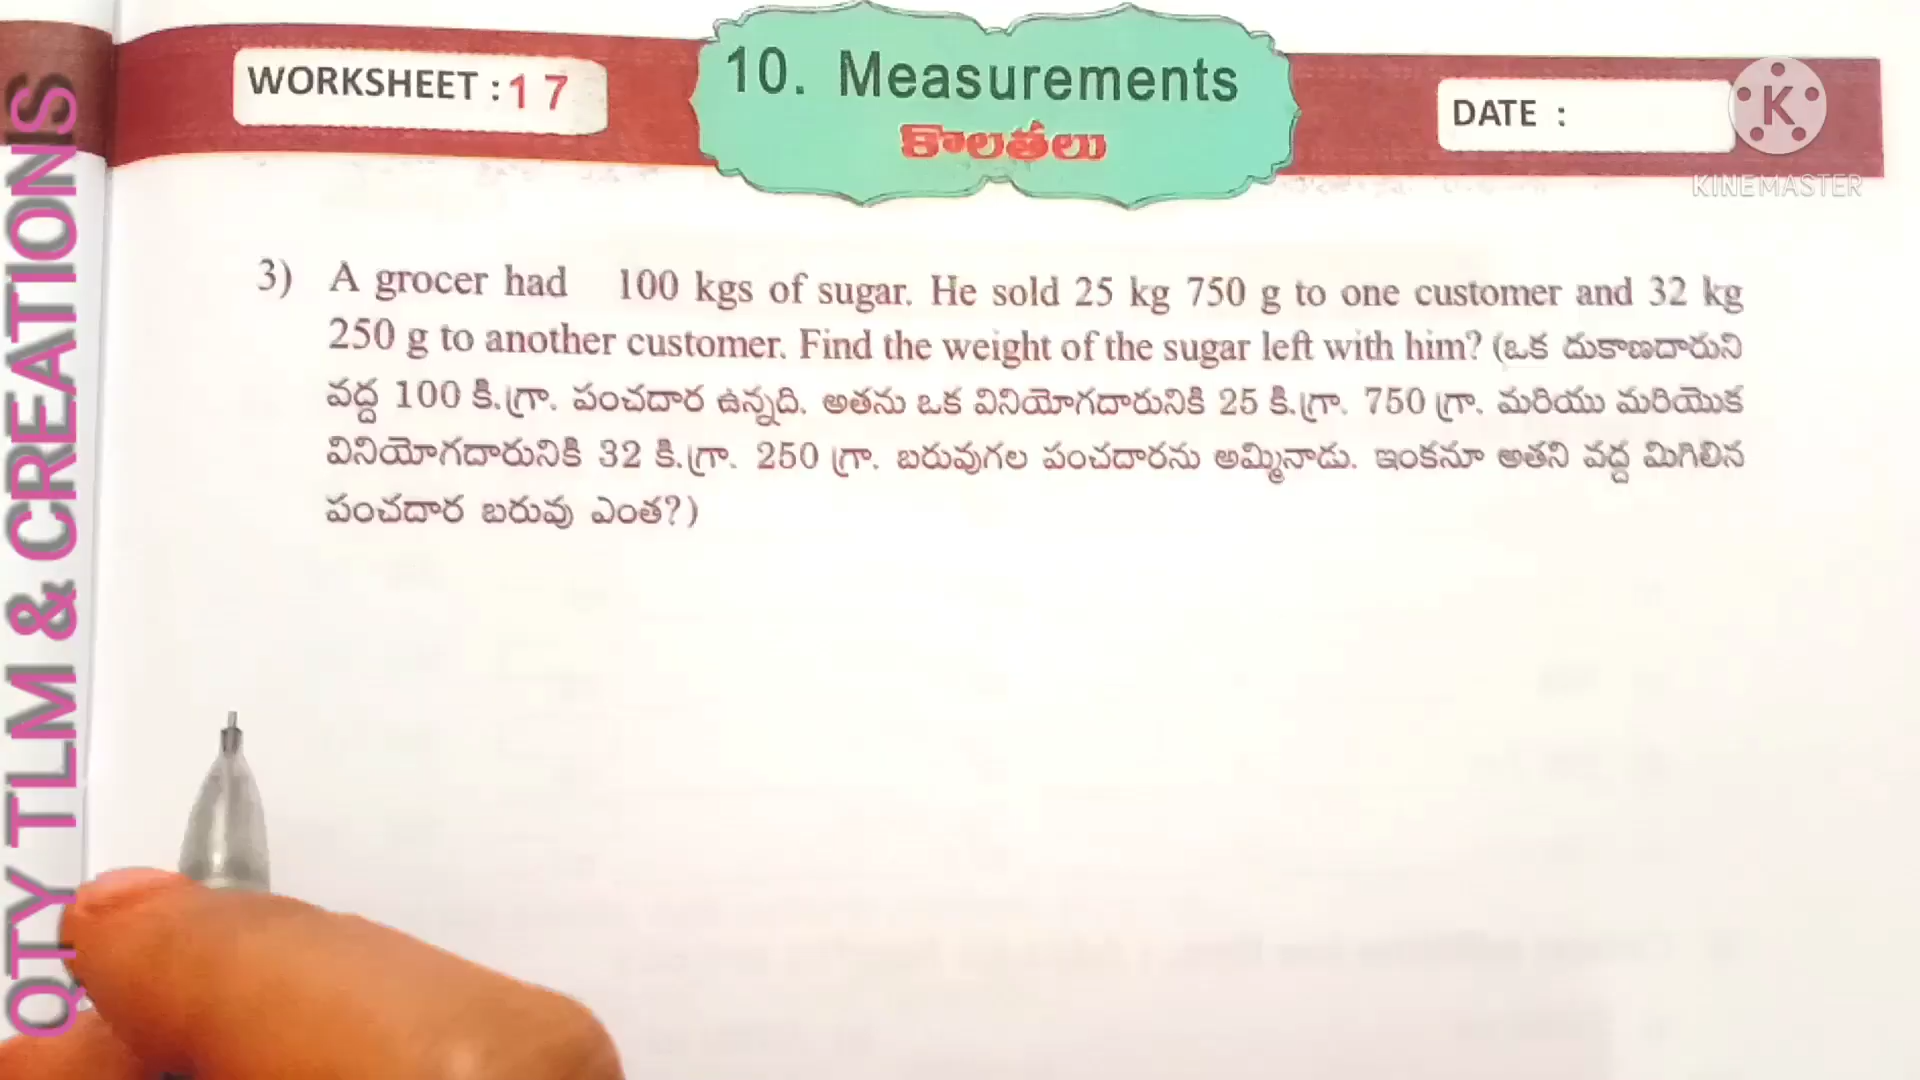 QTY TLM & CREATIONS
WORKSHEET : 17
10. Measurements
కొలతలు
DATE :
K
KINEMASTER
3) A grocer had 100 kgs of sugar. He sold 25 kg 750 g to one customer and 32 kg
250 g to another customer. Find the weight of the sugar left with him? (ఒక దుకాణదారుని
వద్ద 100 కి.గ్రా. పంచదార ఉన్నది. అతను ఒక వినియోగదారునికి 25 కి.గ్రా. 750 గ్రా. మరియు మరియొక
వినియోగదారునికి 32 కి.గ్రా. 250 గ్రా. బరువుగల పంచదారను అమ్మినాడు. ఇంకనూ అతని వద్ద మిగిలిన
పంచదార బరువు ఎంత?)